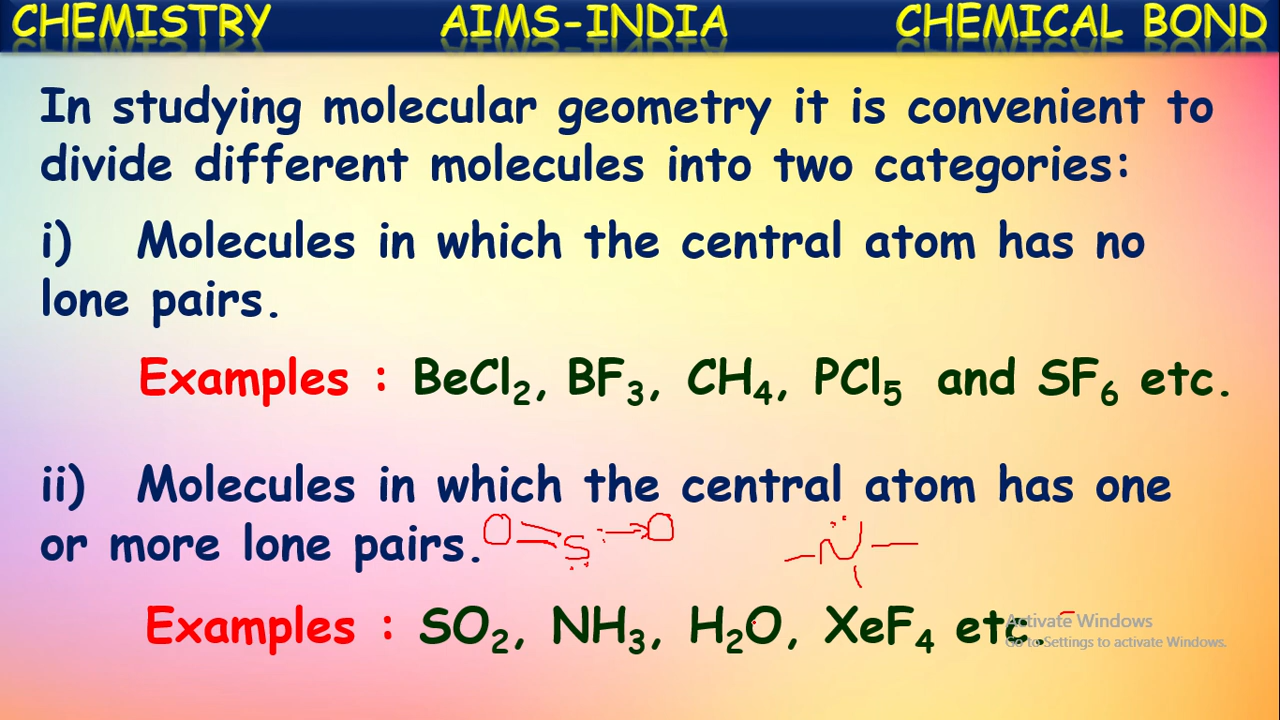 CHEMISTRY AIMS-INDIA CHEMICAL BOND
In studying molecular geometry it is convenient to
divide different molecules into two categories:
i) Molecules in which the central atom has no
lone pairs.
Examples : BeCl₂, BF₃, CH₄, PCl₅ and SF₆ etc.
ii) Molecules in which the central atom has one
or more lone pairs.
O S O N
Examples : SO₂, NH₃, H₂O, XeF₄ etc.
Activate Windows
Go to Settings to activate Windows.